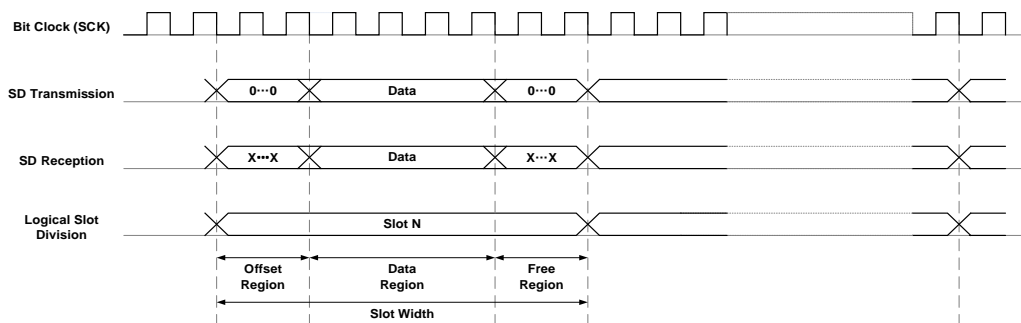 Bit Clock (SCK)
SD Transmission
0···0
Data
0···0
SD Reception
X•••X
Data
X···X
Logical Slot
Division
Slot N
Offset
Region
Data
Region
Free
Region
Slot Width